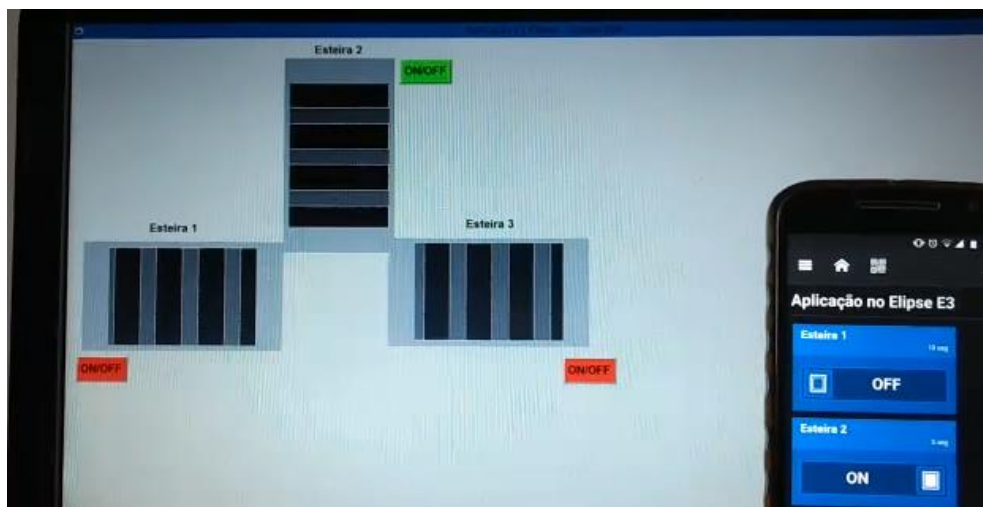 Esteira 2
ON/OFF
Esteira 1
Esteira 3
ON/OFF
ON/OFF
Aplicação no Elipse E3
Esteira 1
OFF
Esteira 2
ON